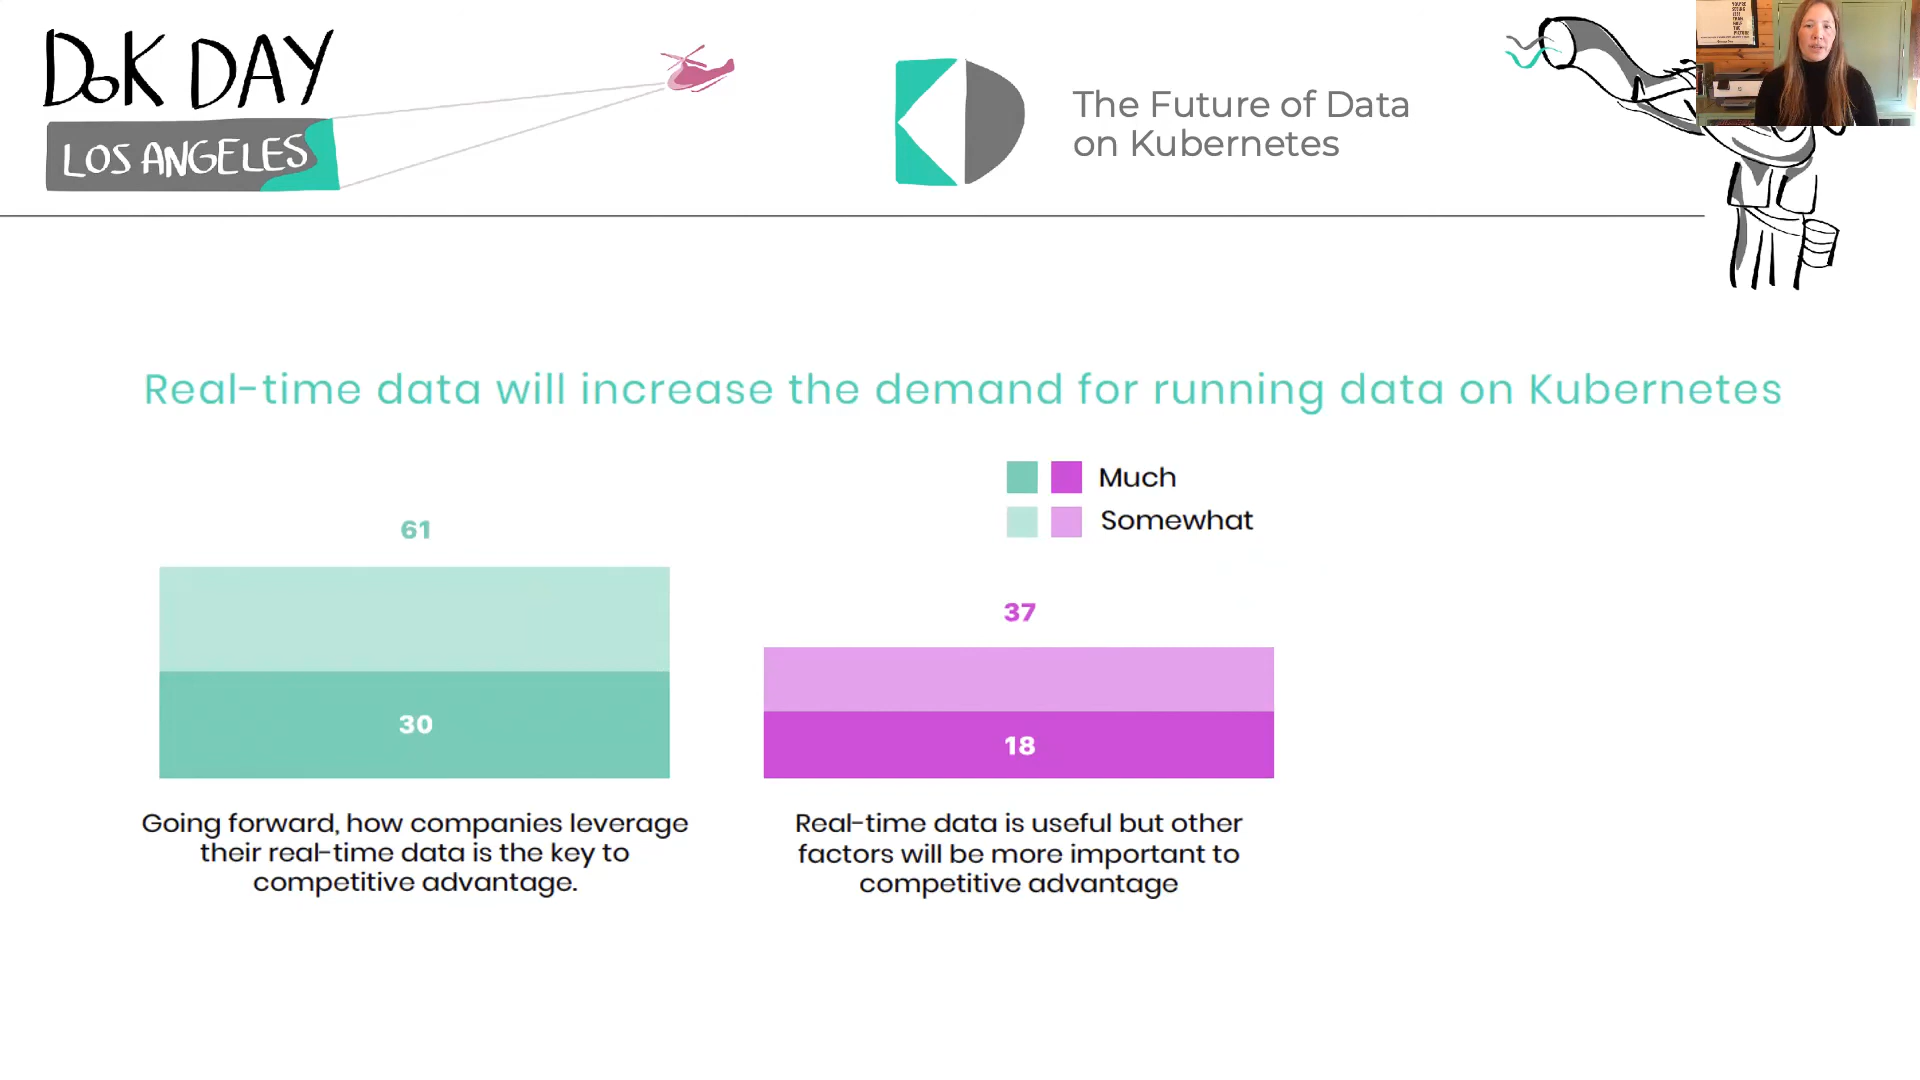 DoK DAY
LOS ANGELES
The Future of Data
on Kubernetes
Real-time data will increase the demand for running data on Kubernetes
Much
Somewhat
61
30
37
18
Going forward, how companies leverage
their real-time data is the key to
competitive advantage.
Real-time data is useful but other
factors will be more important to
competitive advantage